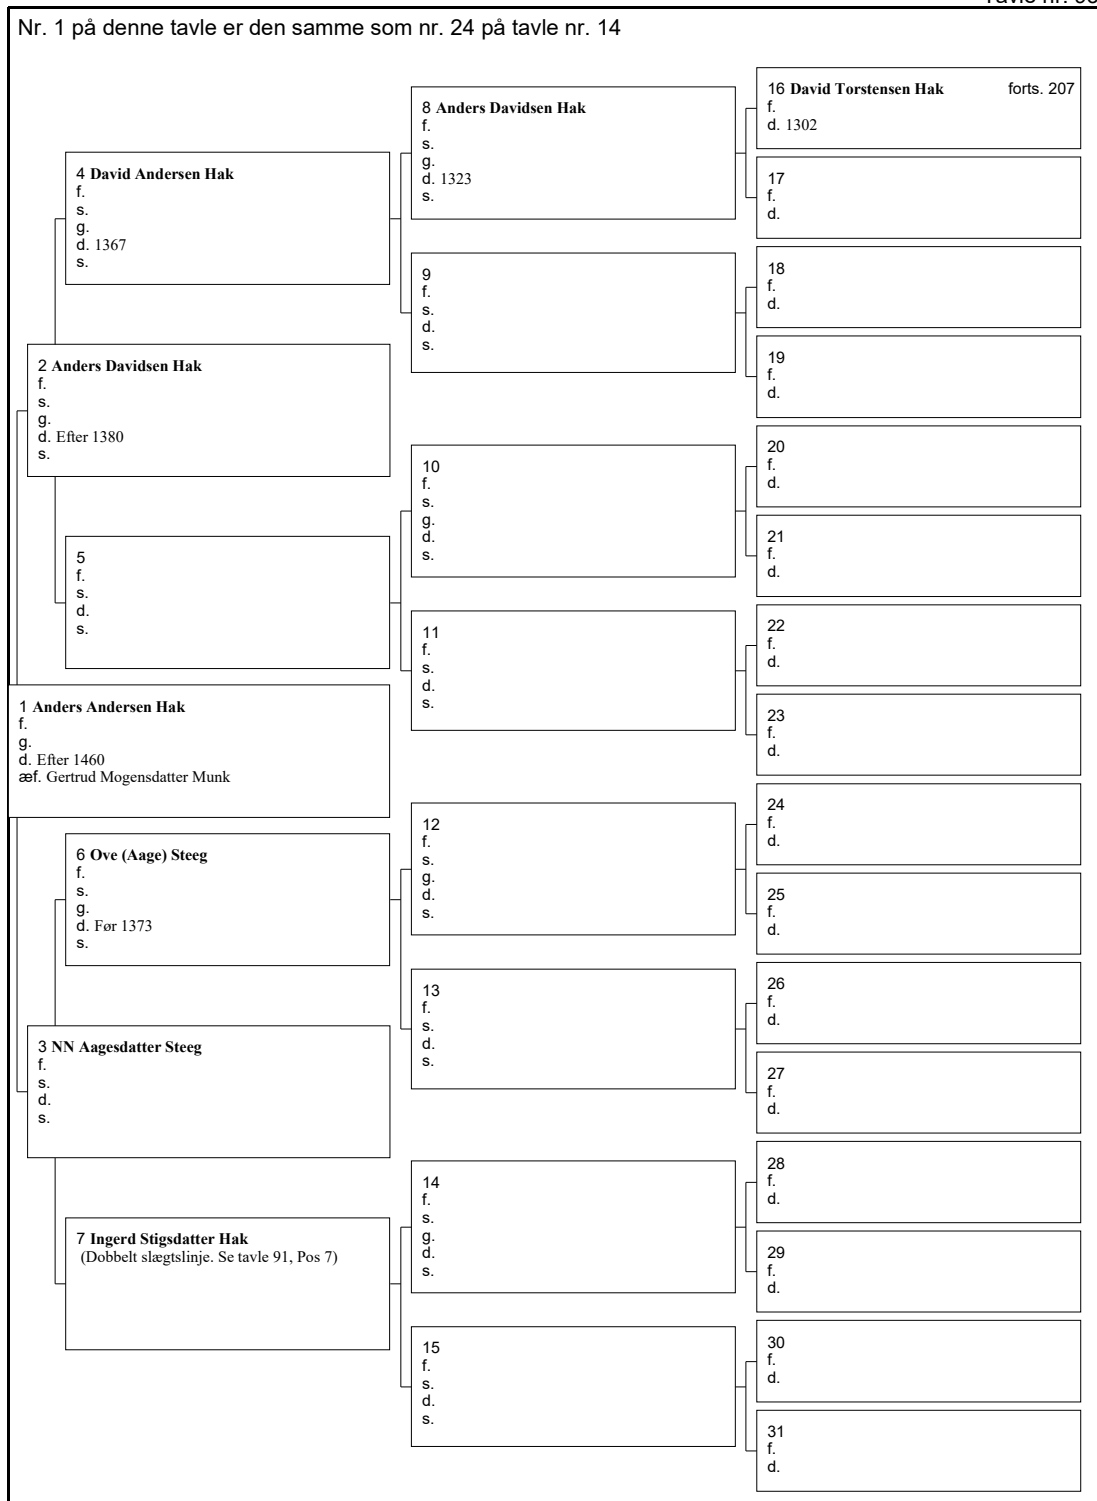 Nr. 1 på denne tavle er den samme som nr. 24 på tavle nr. 14
16 David Torstensen Hak forts. 207
f.
d. 1302
8 Anders Davidsen Hak
f.
s.
g.
d. 1323
s.
17
f.
d.
4 David Andersen Hak
f.
s.
g.
d. 1367
s.
18
f.
d.
9
f.
s.
d.
s.
19
f.
d.
2 Anders Davidsen Hak
f.
s.
g.
d. Efter 1380
s.
20
f.
d.
10
f.
s.
g.
d.
s.
21
f.
d.
5
f.
s.
d.
s.
22
f.
d.
11
f.
s.
d.
s.
23
f.
d.
1 Anders Andersen Hak
f.
g.
d. Efter 1460
æf. Gertrud Mogensdatter Munk
24
f.
d.
12
f.
s.
g.
d.
s.
25
f.
d.
6 Ove (Aage) Steeg
f.
s.
g.
d. Før 1373
s.
26
f.
d.
13
f.
s.
d.
s.
27
f.
d.
3 NN Aagesdatter Steeg
f.
s.
d.
s.
28
f.
d.
14
f.
s.
g.
d.
s.
29
f.
d.
7 Ingerd Stigsdatter Hak
(Dobbelt slægtslinje. Se tavle 91, Pos 7)
30
f.
d.
15
f.
s.
d.
s.
31
f.
d.